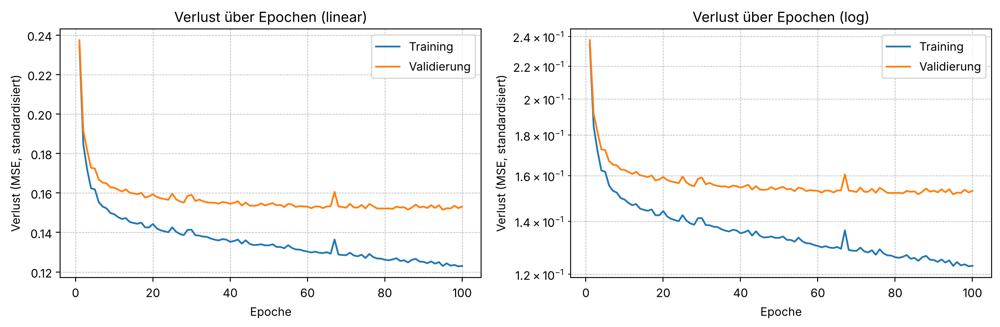 Verlust über Epochen (linear)
Verlust (MSE, standardisiert)
0.24
0.22
0.20
0.18
0.16
0.14
0.12
0
20
40
60
80
100
Epoche
Training
Validierung
Verlust über Epochen (log)
Verlust (MSE, standardisiert)
2.4 × 10⁻¹
2.2 × 10⁻¹
2 × 10⁻¹
1.8 × 10⁻¹
1.6 × 10⁻¹
1.4 × 10⁻¹
1.2 × 10⁻¹
0
20
40
60
80
100
Epoche
Training
Validierung